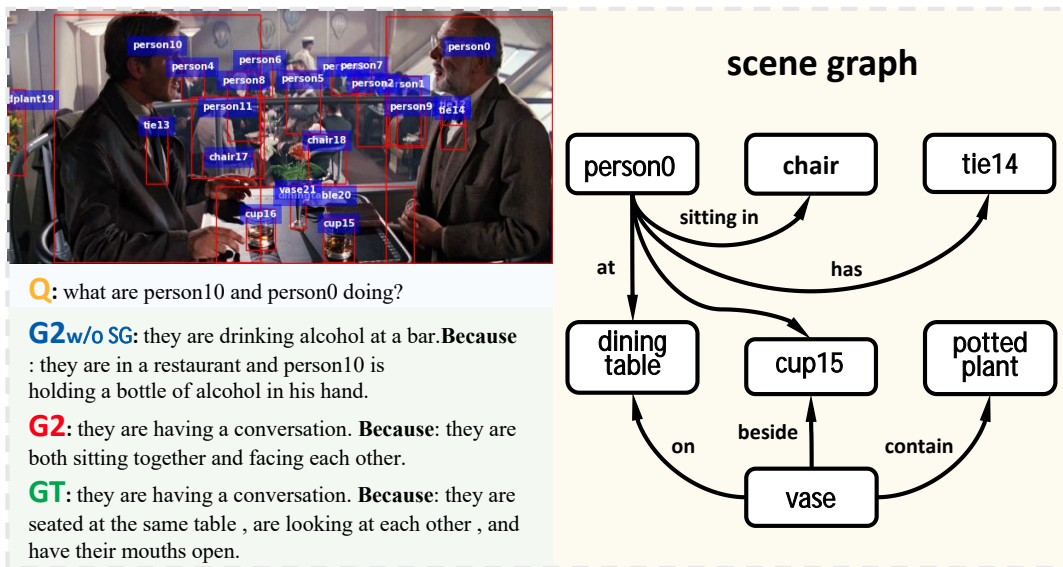 person10
person0
person4
person6
person7
person8
person5
person2
dplant19
person11
person9
tie14
tie13
chair18
chair17
vase21
ble20
cup16
cup15
Q: what are person10 and person0 doing?
G2w/o SG: they are drinking alcohol at a bar.Because
: they are in a restaurant and person10 is
holding a bottle of alcohol in his hand.
G2: they are having a conversation. Because: they are
both sitting together and facing each other.
GT: they are having a conversation. Because: they are
seated at the same table , are looking at each other , and
have their mouths open.
scene graph
person0
chair
tie14
sitting in
at
has
dining
table
cup15
potted
plant
on
beside
contain
vase